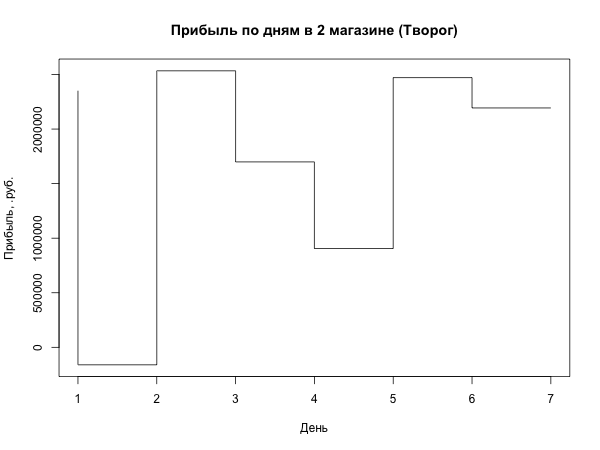 Прибыль по дням в 2 магазине (Творог)
Прибыль, .руб.
2000000
1000000
500000
0
1 2 3 4 5 6 7
День